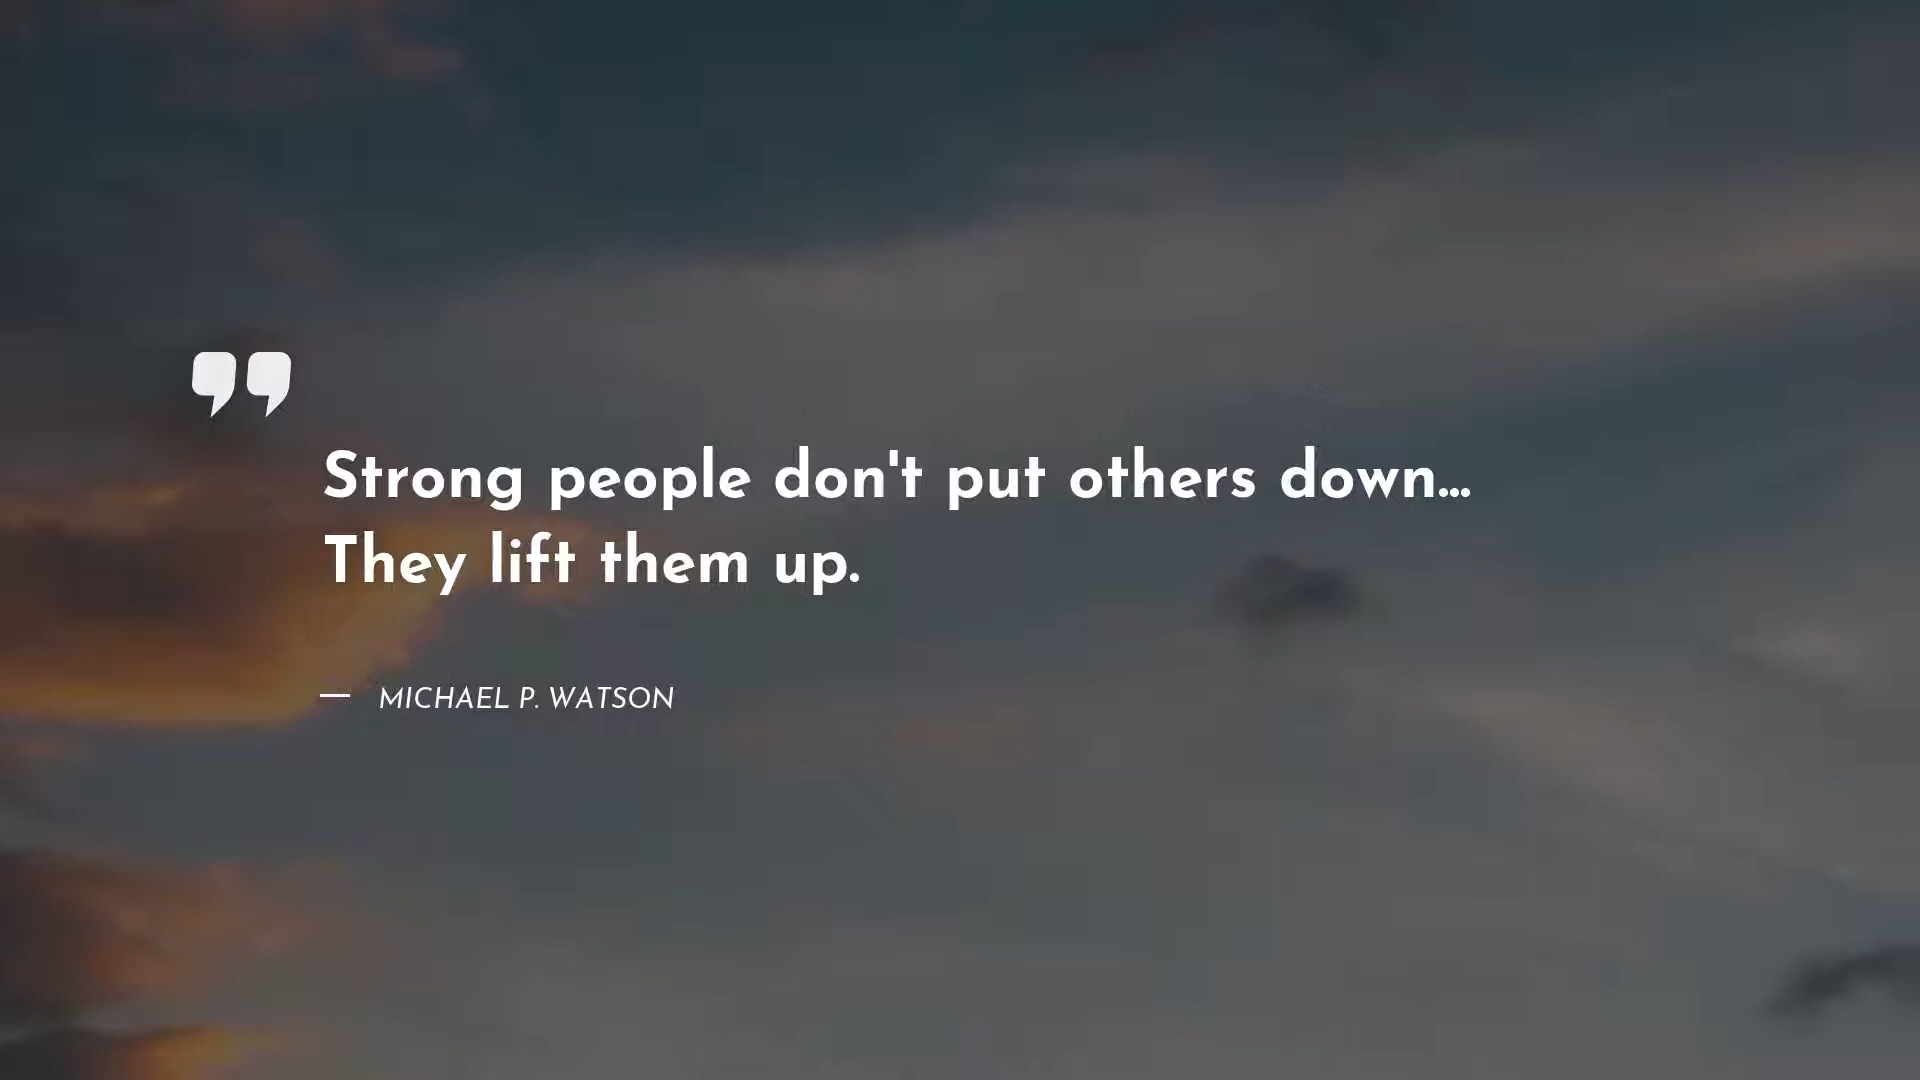 Strong people don't put others down...
They lift them up.
— MICHAEL P. WATSON